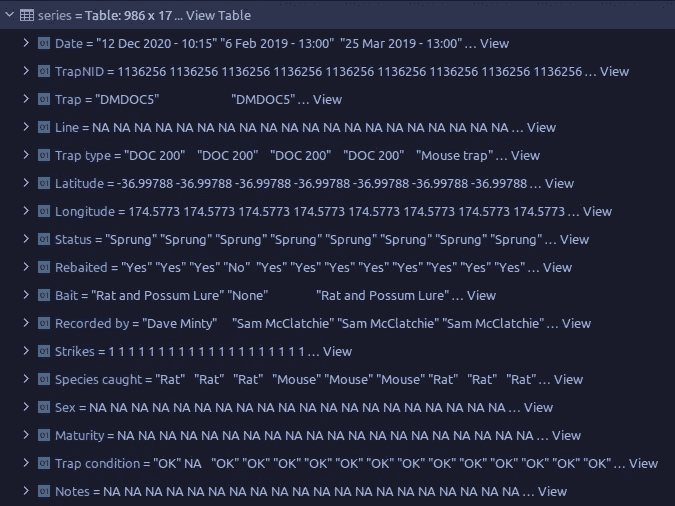 series = Table: 986 x 17 ... View Table
Date = "12 Dec 2020 - 10:15" "6 Feb 2019 - 13:00" "25 Mar 2019 - 13:00" ... View
TrapNID = 1136256 1136256 1136256 1136256 1136256 1136256 1136256 1136256 1136256 ... View
Trap = "DMDOC5" "DMDOC5" ... View
Line = NA NA NA NA NA NA NA NA NA NA NA NA NA NA NA NA NA NA NA NA ... View
Trap type = "DOC 200" "DOC 200" "DOC 200" "DOC 200" "Mouse trap" ... View
Latitude = -36.99788 -36.99788 -36.99788 -36.99788 -36.99788 -36.99788 -36.99788 ... View
Longitude = 174.5773 174.5773 174.5773 174.5773 174.5773 174.5773 174.5773 174.5773 ... View
Status = "Sprung" "Sprung" "Sprung" "Sprung" "Sprung" "Sprung" "Sprung" "Sprung" ... View
Rebaited = "Yes" "Yes" "Yes" "No" "Yes" "Yes" "Yes" "Yes" "Yes" "Yes" "Yes" "Yes" ... View
Bait = "Rat and Possum Lure" "None" "Rat and Possum Lure" ... View
Recorded by = "Dave Minty" "Sam McClatchie" "Sam McClatchie" "Sam McClatchie" ... View
Strikes = 1 1 1 1 1 1 1 1 1 1 1 1 1 1 1 1 1 1 1 1 ... View
Species caught = "Rat" "Rat" "Rat" "Mouse" "Mouse" "Mouse" "Rat" "Rat" "Rat" ... View
Sex = NA NA NA NA NA NA NA NA NA NA NA NA NA NA NA NA NA NA NA NA ... View
Maturity = NA NA NA NA NA NA NA NA NA NA NA NA NA NA NA NA NA NA NA NA ... View
Trap condition = "OK" NA "OK" "OK" "OK" "OK" "OK" "OK" "OK" "OK" "OK" "OK" "OK" "OK" "OK" ... View
Notes = NA NA NA NA NA NA NA NA NA NA NA NA NA NA NA NA NA NA NA NA ... View